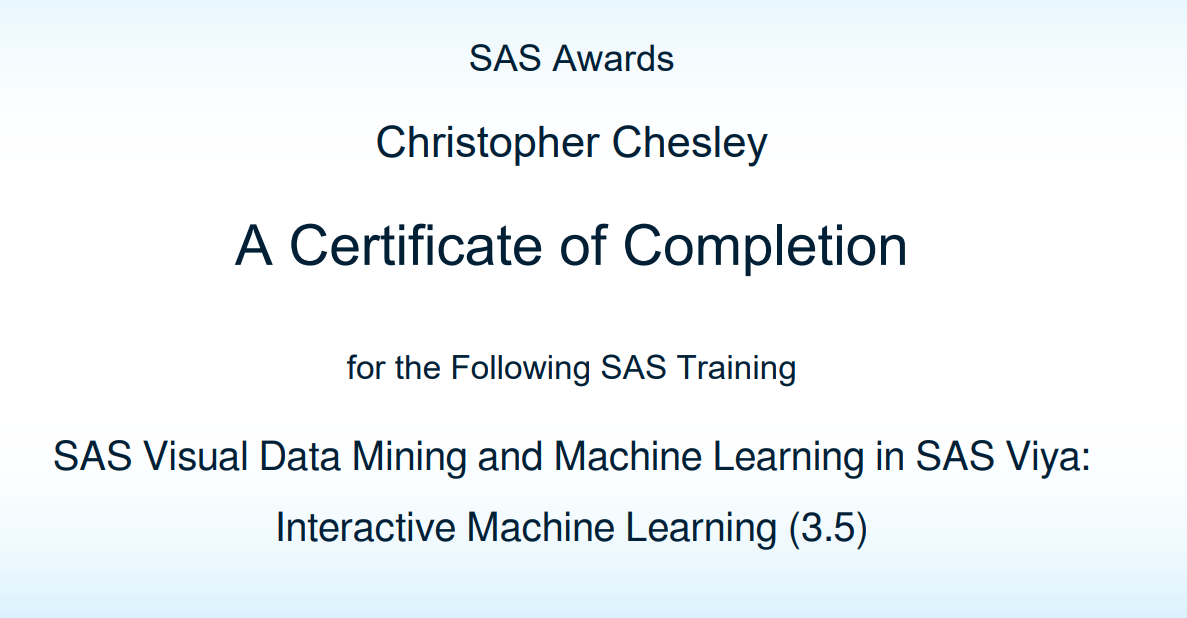 SAS Awards
Christopher Chesley
A Certificate of Completion
for the Following SAS Training
SAS Visual Data Mining and Machine Learning in SAS Viya:
Interactive Machine Learning (3.5)